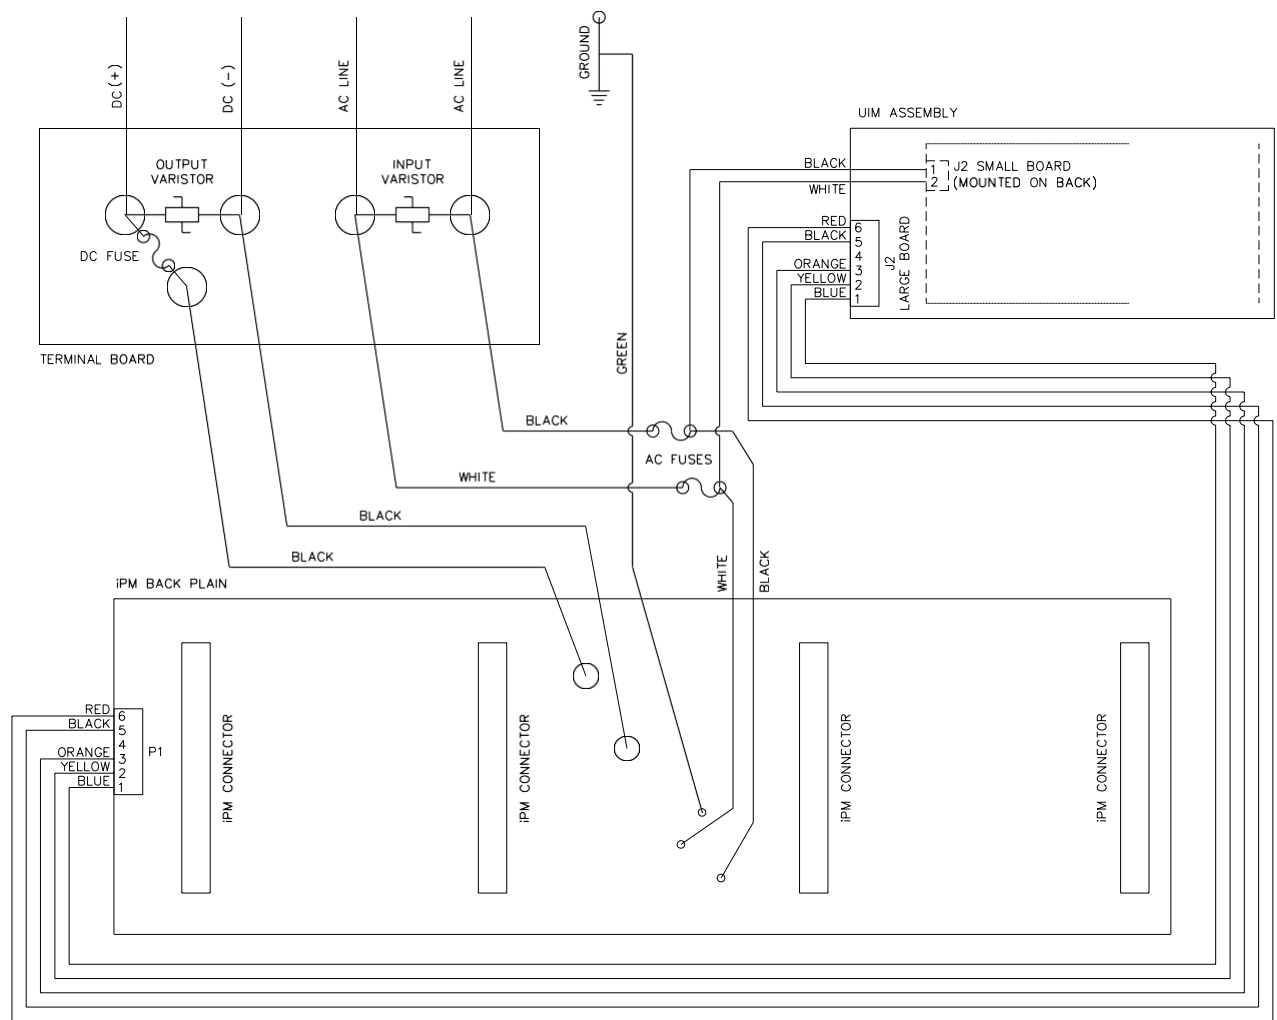 DC (+)
DC (-)
AC LINE
AC LINE
GROUND
OUTPUT
VARISTOR
INPUT
VARISTOR
DC FUSE
TERMINAL BOARD
UIM ASSEMBLY
BLACK
WHITE
1
2
J2 SMALL BOARD
(MOUNTED ON BACK)
RED
BLACK
ORANGE
YELLOW
BLUE
6
5
4
3
2
1
J2
LARGE BOARD
GREEN
BLACK
AC FUSES
WHITE
BLACK
BLACK
WHITE
BLACK
iPM BACK PLAIN
RED
BLACK
ORANGE
YELLOW
BLUE
6
5
4
3
2
1
P1
iPM CONNECTOR
iPM CONNECTOR
iPM CONNECTOR
iPM CONNECTOR